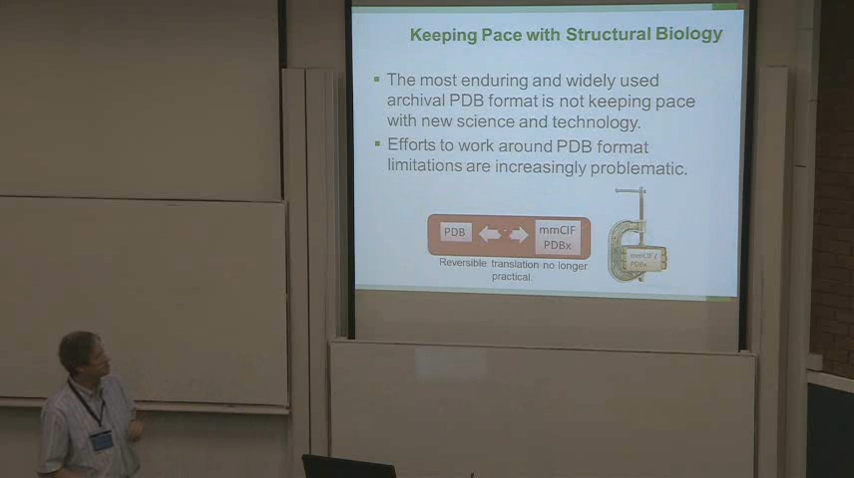 Keeping Pace with Structural Biology
The most enduring and widely used
archival PDB format is not keeping pace
with new science and technology.
Efforts to work around PDB format
limitations are increasingly problematic.
PDB
mmCIF
PDBx
Reversible translation no longer
practical.
mmCIF /
PDBx